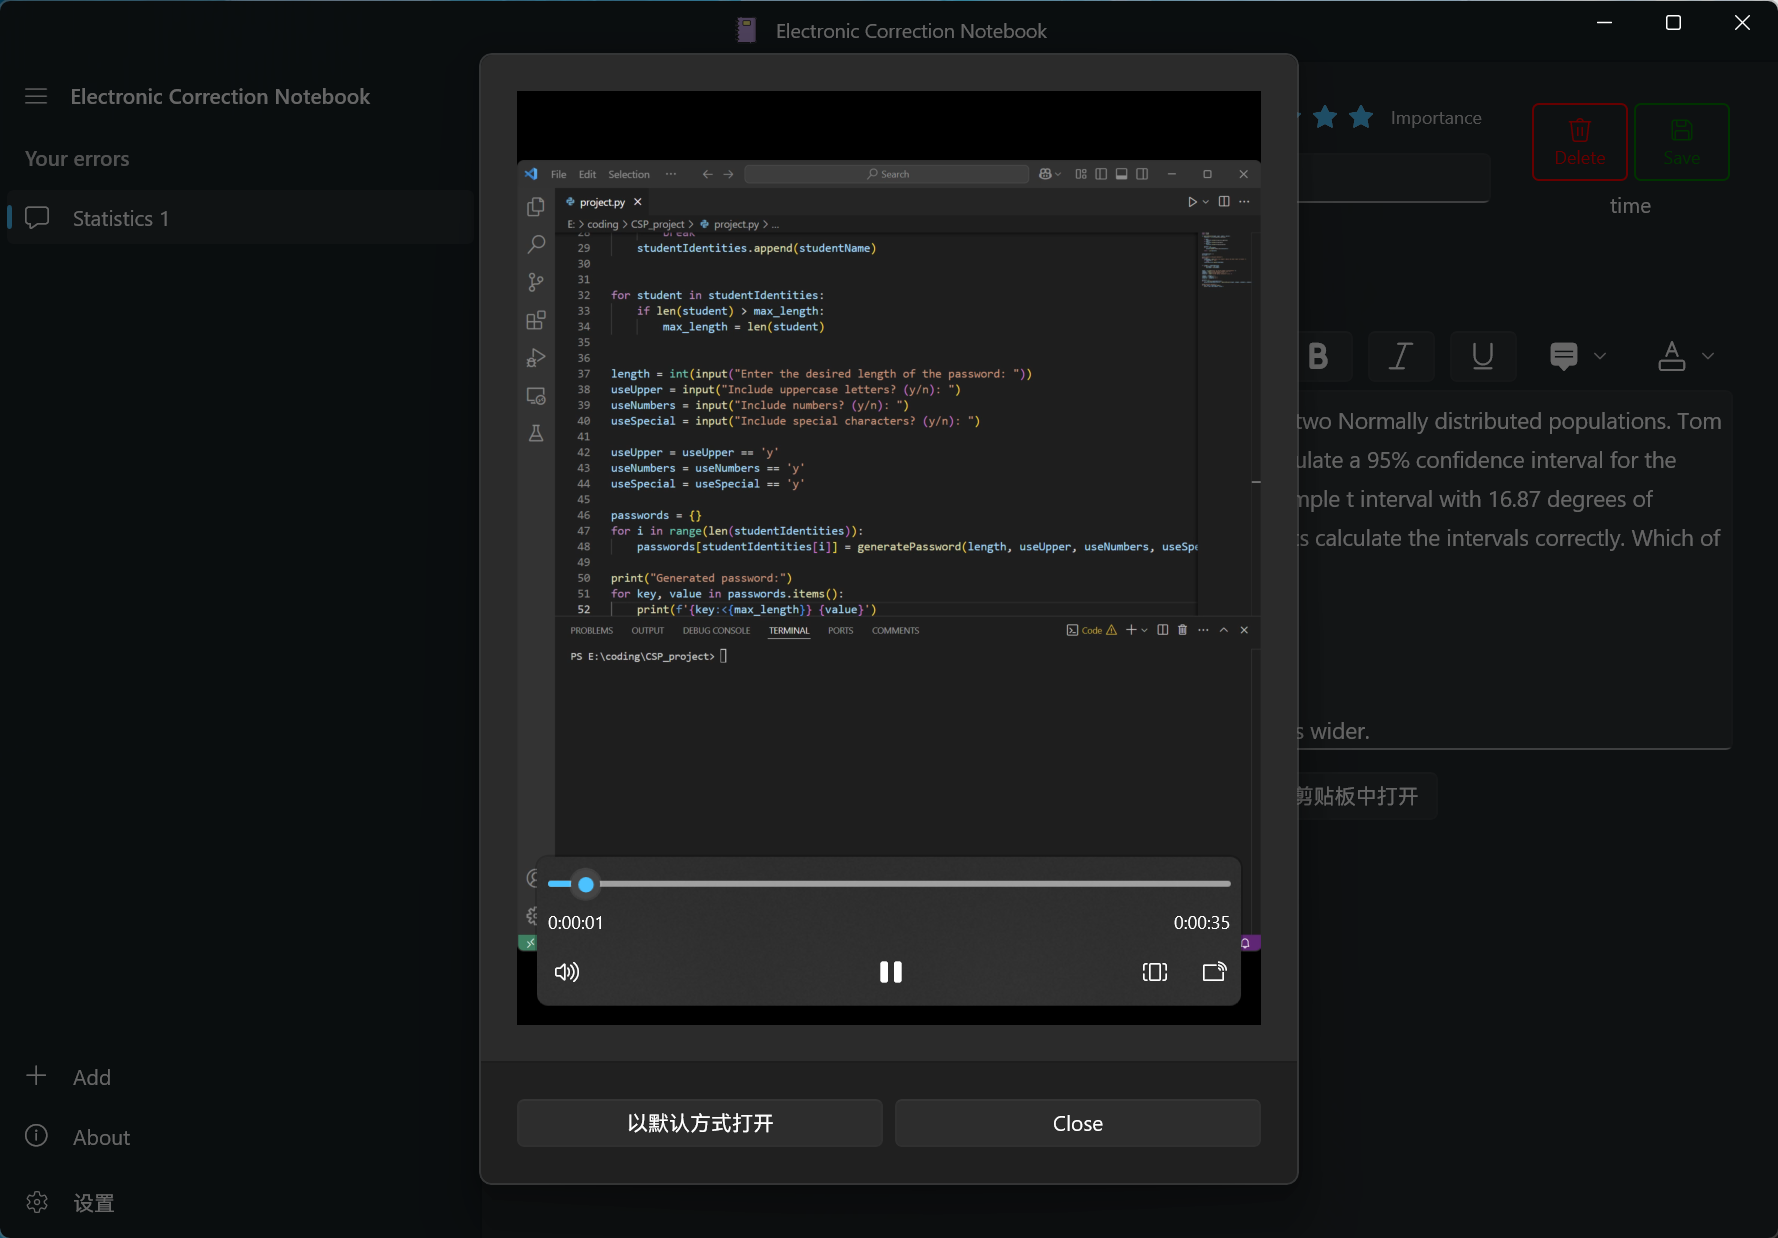 Electronic Correction Notebook
Electronic Correction Notebook
Your errors
Statistics 1
Add
About
设置
Importance
Delete
Save
time
B
I
U
A
two Normally distributed populations. Tom
ulate a 95% confidence interval for the
mple t interval with 16.87 degrees of
s calculate the intervals correctly. Which of
s wider.
剪贴板中打开
File Edit Selection ··· Search
project.py
E: > coding > CSP_project > project.py > ...
28 break
29 studentIdentities.append(studentName)
30
31
32 for student in studentIdentities:
33 if len(student) > max_length:
34 max_length = len(student)
35
36
37 length = int(input("Enter the desired length of the password: "))
38 useUpper = input("Include uppercase letters? (y/n): ")
39 useNumbers = input("Include numbers? (y/n): ")
40 useSpecial = input("Include special characters? (y/n): ")
41
42 useUpper = useUpper == 'y'
43 useNumbers = useNumbers == 'y'
44 useSpecial = useSpecial == 'y'
45
46 passwords = {}
47 for i in range(len(studentIdentities)):
48 passwords[studentIdentities[i]] = generatePassword(length, useUpper, useNumbers, useSpe
49
50 print("Generated password:")
51 for key, value in passwords.items():
52 print(f'{key:<{max_length}} {value}')
PROBLEMS OUTPUT DEBUG CONSOLE TERMINAL PORTS COMMENTS Code
PS E:\coding\CSP_project>
0:00:01 0:00:35
以默认方式打开 Close